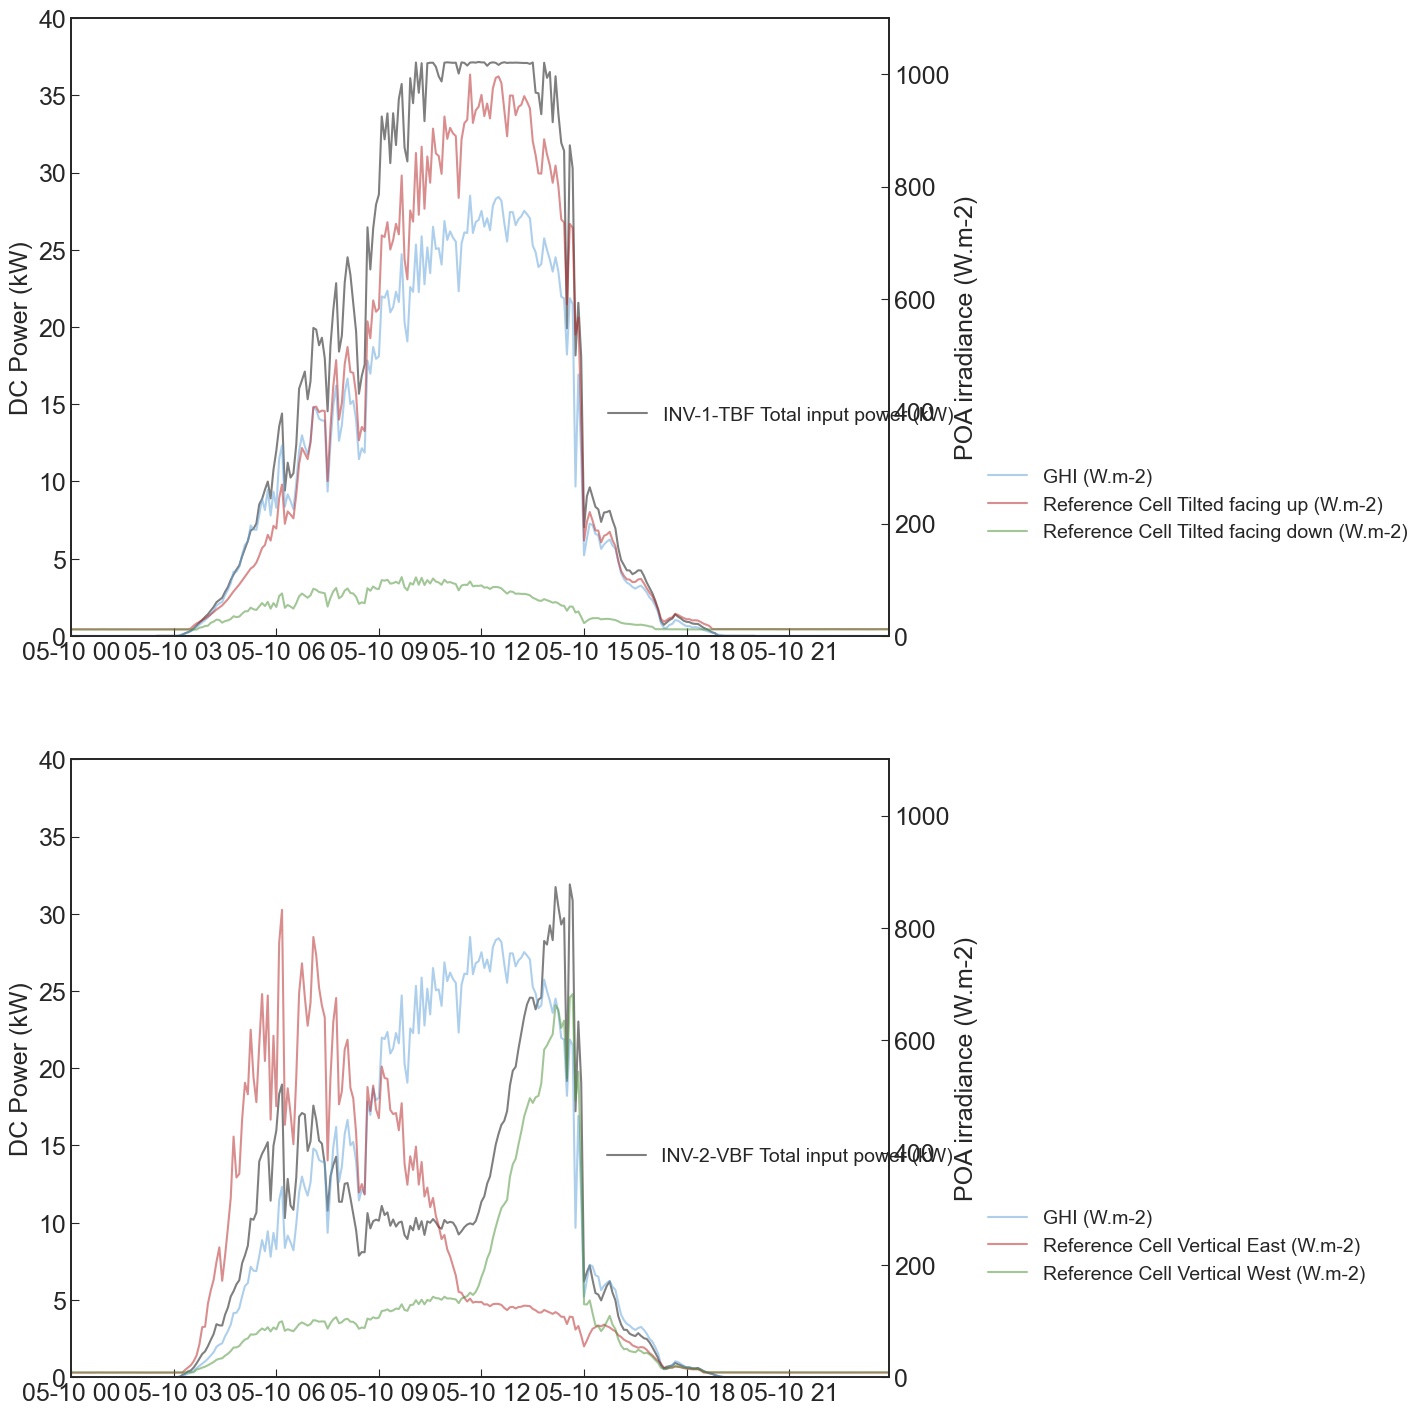 40
35
30
25
20
15
10
5
0
DC Power (kW)
1000
800
600
400
200
0
POA irradiance (W.m-2)
INV-1-TBF Total input power (kW)
GHI (W.m-2)
Reference Cell Tilted facing up (W.m-2)
Reference Cell Tilted facing down (W.m-2)
05-10 00 05-10 03 05-10 06 05-10 09 05-10 12 05-10 15 05-10 18 05-10 21
40
35
30
25
20
15
10
5
0
DC Power (kW)
1000
800
600
400
200
0
POA irradiance (W.m-2)
INV-2-VBF Total input power (kW)
GHI (W.m-2)
Reference Cell Vertical East (W.m-2)
Reference Cell Vertical West (W.m-2)
05-10 00 05-10 03 05-10 06 05-10 09 05-10 12 05-10 15 05-10 18 05-10 21